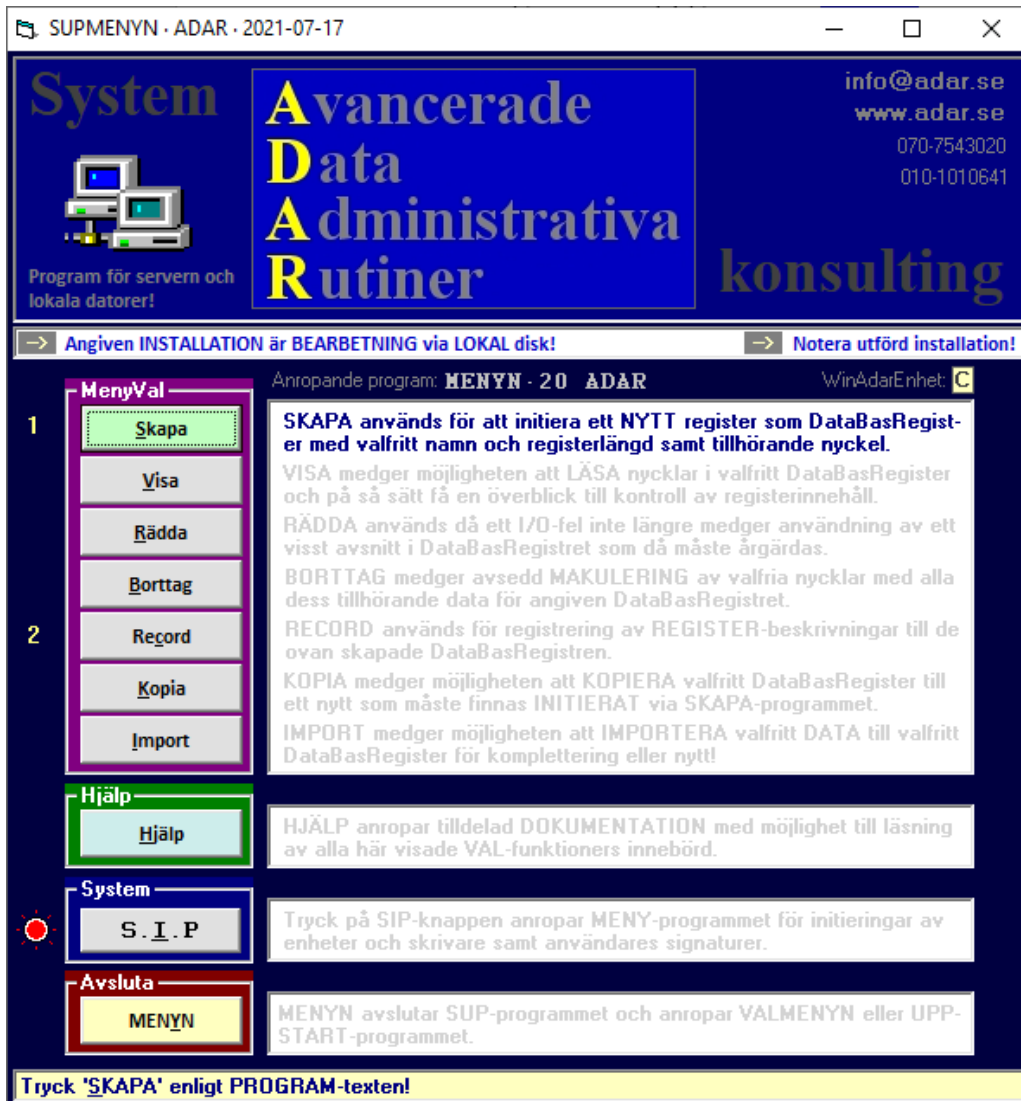 SUPMENYN · ADAR · 2021-07-17
System
Avancerade
Data
Administrativa
Rutiner
info@adar.se
www.adar.se
070-7543020
010-1010641
Program för servern och
lokala datorer!
konsulting
–> Angiven INSTALLATION är BEARBETNING via LOKAL disk!
–> Notera utförd installation!
Anropande program: MENYN · 20 ADAR
WinAdarEnhet: C
MenyVal
1
Skapa
SKAPA används för att initiera ett NYTT register som DataBasRegist-
er med valfritt namn och registerlängd samt tillhörande nyckel.
Visa
VISA medger möjligheten att LÄSA nycklar i valfritt DataBasRegister
och på så sätt få en överblick till kontroll av registerinnehåll.
Rädda
RÄDDA används då ett I/O-fel inte längre medger användning av ett
visst avsnitt i DataBasRegistret som då måste årgärdas.
Borttag
BORTTAG medger avsedd MAKULERING av valfria nycklar med alla
dess tillhörande data för angiven DataBasRegistret.
2
Record
RECORD används för registrering av REGISTER-beskrivningar till de
ovan skapade DataBasRegistren.
Kopia
KOPIA medger möjligheten att KOPIERA valfritt DataBasRegister till
ett nytt som måste finnas INITIERAT via SKAPA-programmet.
Import
IMPORT medger möjligheten att IMPORTERA valfritt DATA till valfritt
DataBasRegister för komplettering eller nytt!
Hjälp
Hjälp
HJÄLP anropar tilldelad DOKUMENTATION med möjlighet till läsning
av alla här visade VAL-funktioners innebörd.
System
S.I.P
Tryck på SIP-knappen anropar MENY-programmet för initieringar av
enheter och skrivare samt användares signaturer.
Avsluta
MENYN
MENYN avslutar SUP-programmet och anropar VALMENYN eller UPP-
START-programmet.
Tryck 'SKAPA' enligt PROGRAM-texten!